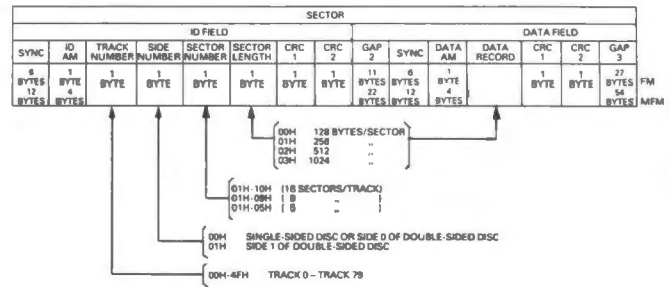 SECTOR
ID FIELD DATA FIELD
SYNC ID AM TRACK NUMBER SIDE NUMBER SECTOR NUMBER SECTOR LENGTH CRC 1 CRC 2 GAP 2 SYNC DATA AM DATA RECORD CRC 1 CRC 2 GAP 3
6 BYTES 1 BYTE 1 BYTE 1 BYTE 1 BYTE 1 BYTE 1 BYTE 1 BYTE 11 BYTES 6 BYTES 1 BYTE 1 BYTE 1 BYTE 27 BYTES FM
12 BYTES 4 BYTES 22 BYTES 12 BYTES 4 BYTES 54 BYTES MFM
00H 128 BYTES/SECTOR
01H 256 "
02H 512 "
03H 1024 "
01H-10H (16 SECTORS/TRACK)
01H-09H ( 9 " )
01H-05H ( 5 " )
00H SINGLE-SIDED DISC OR SIDE 0 OF DOUBLE-SIDED DISC
01H SIDE 1 OF DOUBLE-SIDED DISC
00H-4FH TRACK 0 – TRACK 79